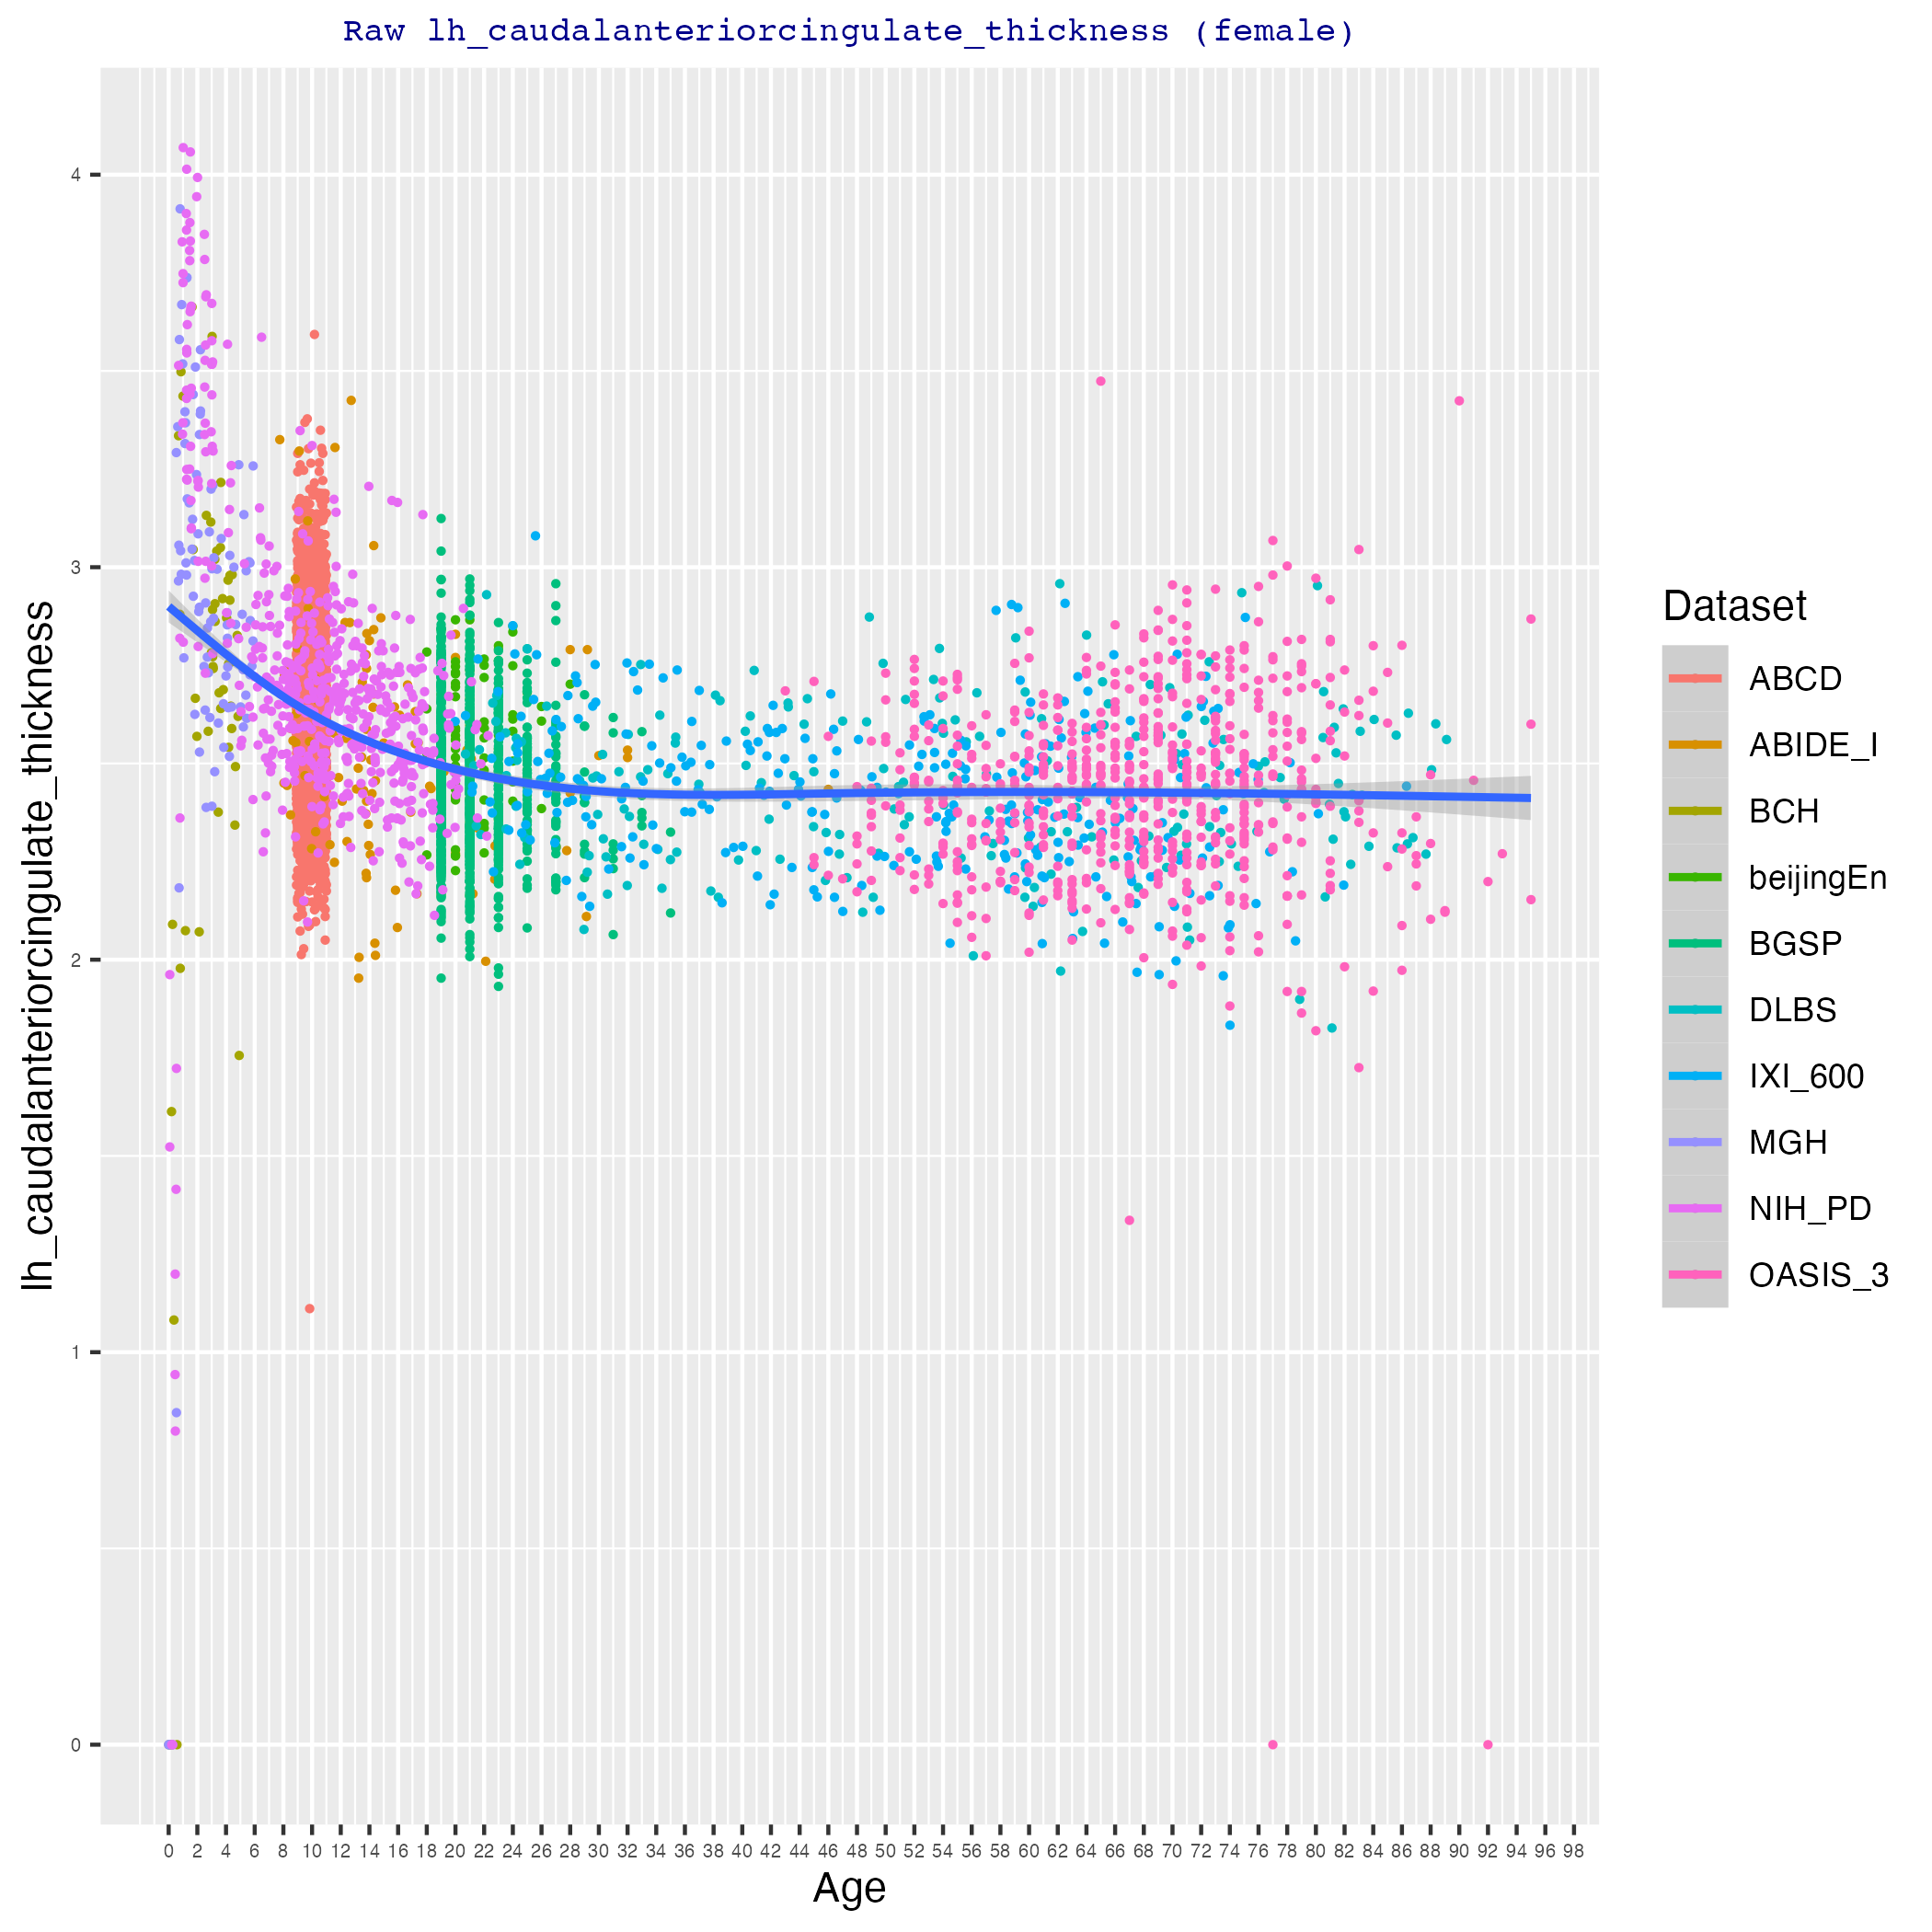 Raw lh_caudalanteriorcingulate_thickness (female)
lh_caudalanteriorcingulate_thickness
4
3
2
1
0
0 2 4 6 8 10 12 14 16 18 20 22 24 26 28 30 32 34 36 38 40 42 44 46 48 50 52 54 56 58 60 62 64 66 68 70 72 74 76 78 80 82 84 86 88 90 92 94 96 98
Age
Dataset
ABCD
ABIDE_I
BCH
beijingEn
BGSP
DLBS
IXI_600
MGH
NIH_PD
OASIS_3